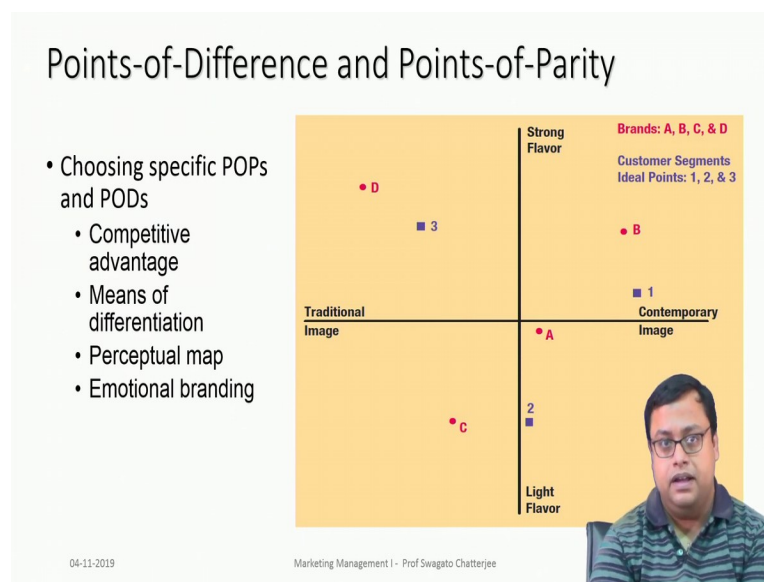 Points-of-Difference and Points-of-Parity
• Choosing specific POPs
and PODs
• Competitive
advantage
• Means of
differentiation
• Perceptual map
• Emotional branding
Strong
Flavor
Brands: A, B, C, & D
Customer Segments
Ideal Points: 1, 2, & 3
D
3
B
1
Traditional
Image
Contemporary
Image
A
2
C
Light
Flavor
04-11-2019
Marketing Management I - Prof Swagato Chatterjee